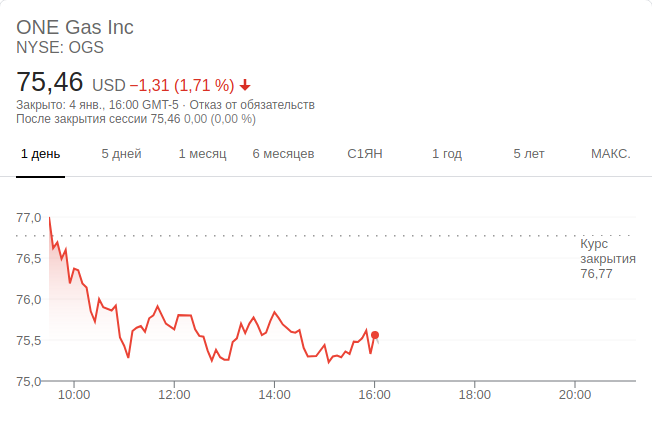 ONE Gas Inc
NYSE: OGS
75,46 USD −1,31 (1,71 %)
Закрыто: 4 янв., 16:00 GMT-5 · Отказ от обязательств
После закрытия сессии 75,46 0,00 (0,00 %)
1 день 5 дней 1 месяц 6 месяцев С1ЯН 1 год 5 лет МАКС.
77,0
Курс
закрытия
76,77
76,5
76,0
75,5
75,0
10:00 12:00 14:00 16:00 18:00 20:00